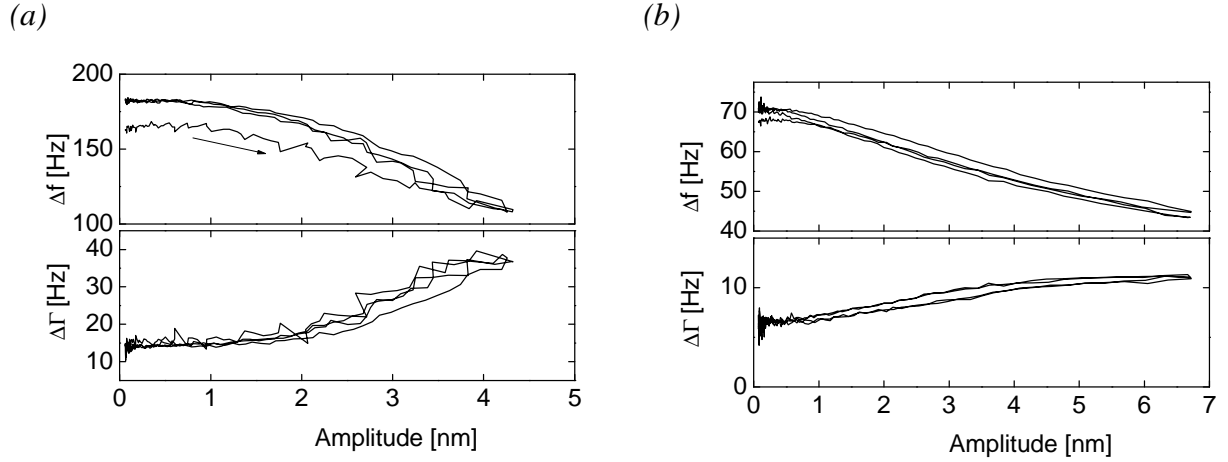 (a)
(b)
200
150
100
Δf [Hz]
40
30
20
10
ΔΓ [Hz]
0 1 2 3 4 5
Amplitude [nm]
70
60
50
40
Δf [Hz]
10
0
ΔΓ [Hz]
0 1 2 3 4 5 6 7
Amplitude [nm]